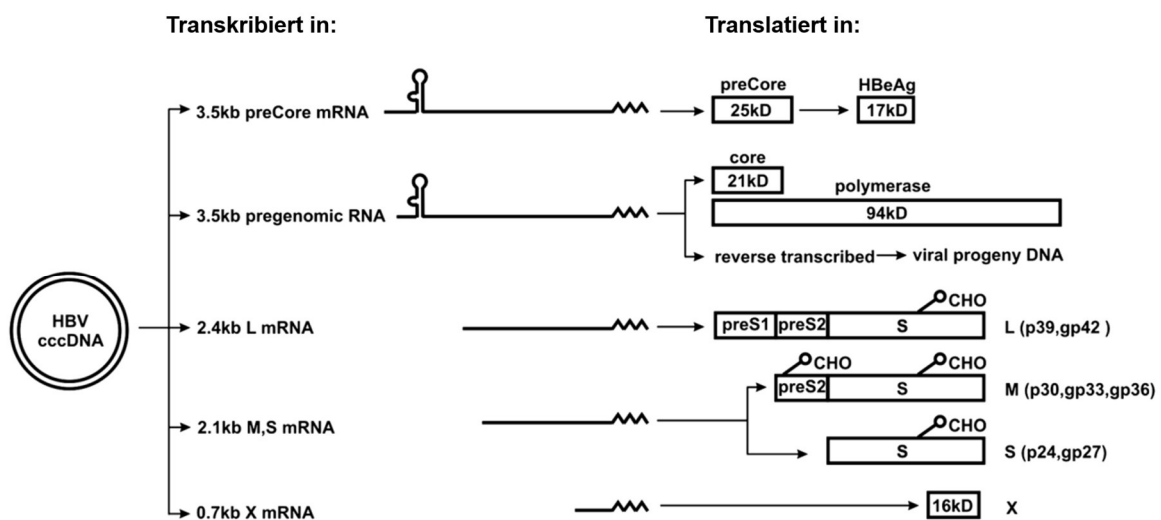 Transkribiert in:
Translatiert in:
3.5kb preCore mRNA
preCore
25kD
HBeAg
17kD
3.5kb pregenomic RNA
core
21kD
polymerase
94kD
reverse transcribed
viral progeny DNA
HBV
cccDNA
2.4kb L mRNA
preS1
preS2
S
CHO
L (p39,gp42 )
2.1kb M,S mRNA
CHO
preS2
S
CHO
M (p30,gp33,gp36)
S
CHO
S (p24,gp27)
0.7kb X mRNA
16kD
X